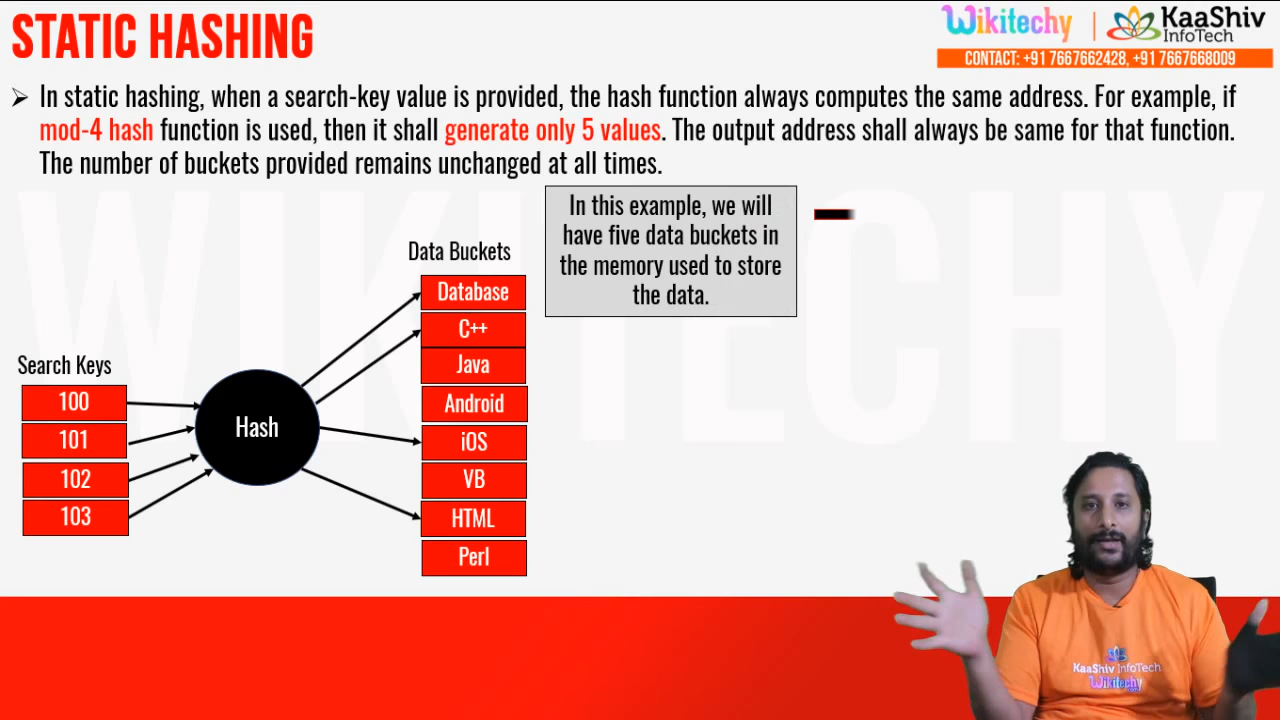 STATIC HASHING
Wikitechy
KaaShiv
InfoTech
CONTACT: +91 7667662428, +91 7667668009
➢ In static hashing, when a search-key value is provided, the hash function always computes the same address. For example, if
mod-4 hash function is used, then it shall generate only 5 values. The output address shall always be same for that function.
The number of buckets provided remains unchanged at all times.
WIKITECHY
In this example, we will
have five data buckets in
the memory used to store
the data.
Data Buckets
Database
C++
Java
Android
iOS
VB
HTML
Perl
Search Keys
100
101
102
103
Hash
KaaShiv InfoTech
Wikitechy